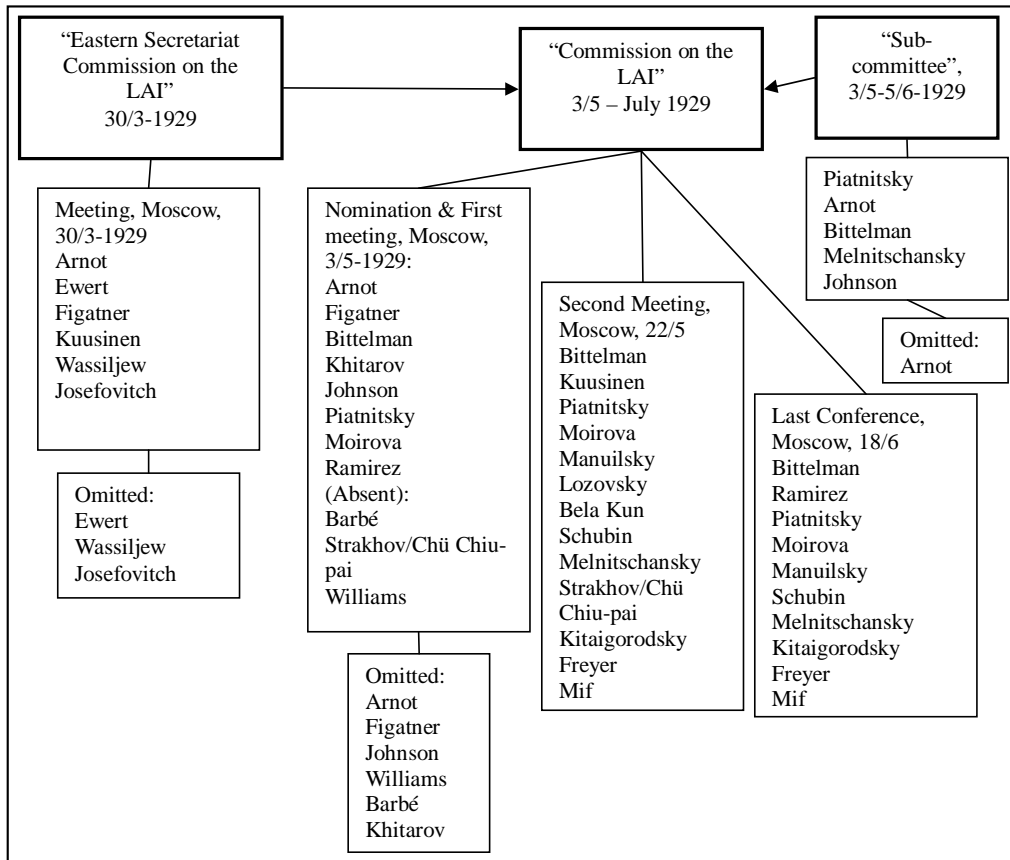 “Eastern Secretariat
Commission on the
LAI”
30/3-1929
“Commission on the
LAI”
3/5 – July 1929
“Sub-
committee”,
3/5-5/6-1929
Meeting, Moscow,
30/3-1929
Arnot
Ewert
Figatner
Kuusinen
Wassiljew
Josefovitch
Omitted:
Ewert
Wassiljew
Josefovitch
Nomination & First
meeting, Moscow,
3/5-1929:
Arnot
Figatner
Bittelman
Khitarov
Johnson
Piatnitsky
Moirova
Ramirez
(Absent):
Barbé
Strakhov/Chü Chiu-
pai
Williams
Omitted:
Arnot
Figatner
Johnson
Williams
Barbé
Khitarov
Second Meeting,
Moscow, 22/5
Bittelman
Kuusinen
Piatnitsky
Moirova
Manuilsky
Lozovsky
Bela Kun
Schubin
Melnitschansky
Strakhov/Chü
Chiu-pai
Kitaigorodsky
Freyer
Mif
Last Conference,
Moscow, 18/6
Bittelman
Ramirez
Piatnitsky
Moirova
Manuilsky
Schubin
Melnitschansky
Kitaigorodsky
Freyer
Mif
Piatnitsky
Arnot
Bittelman
Melnitschansky
Johnson
Omitted:
Arnot